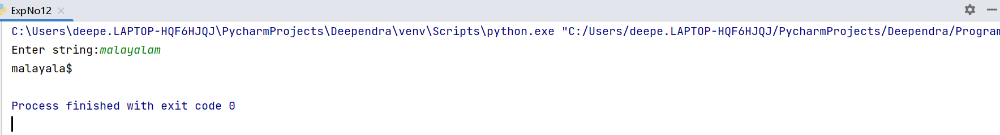 ExpNo12
C:\Users\deepe.LAPTOP-HQF6HJQJ\PycharmProjects\Deependra\venv\Scripts\python.exe "C:/Users/deepe.LAPTOP-HQF6HJQJ/PycharmProjects/Deependra/Program
Enter string:malayalam
malayala$
Process finished with exit code 0